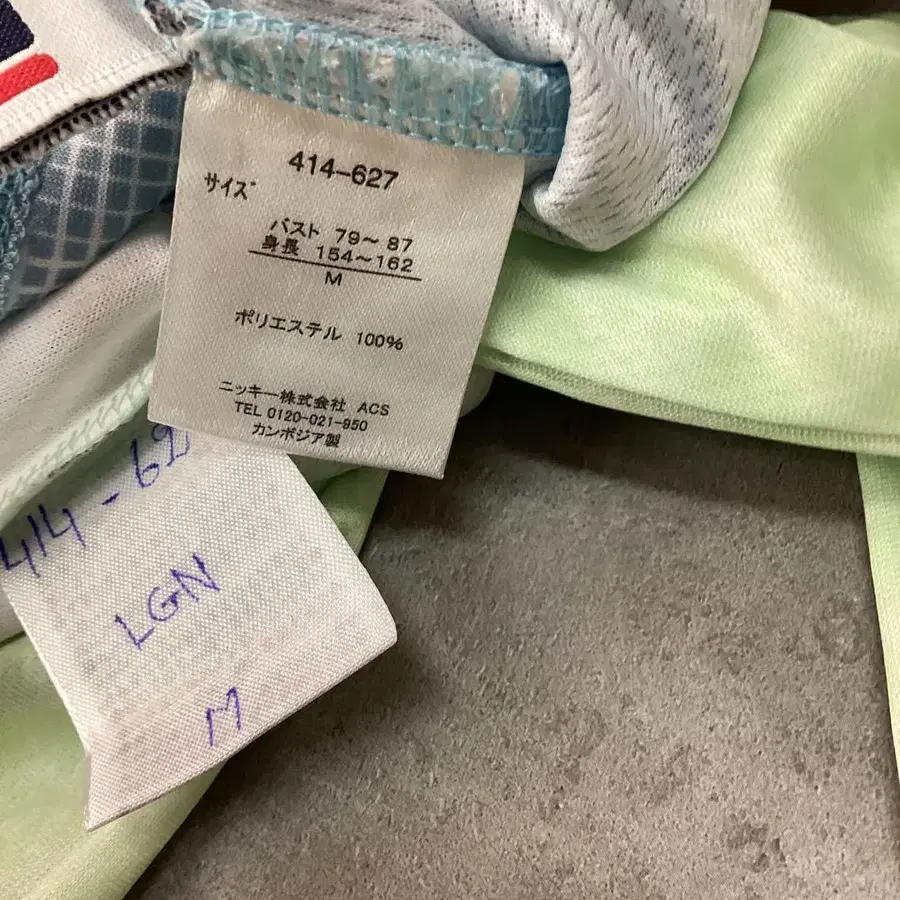 414-627
サイズ
バスト 79～87
身長 154～162
M
ポリエステル 100%
ニッキー株式会社 ACS
TEL 0120-021-950
カンボジア製
414-62
LGN
M